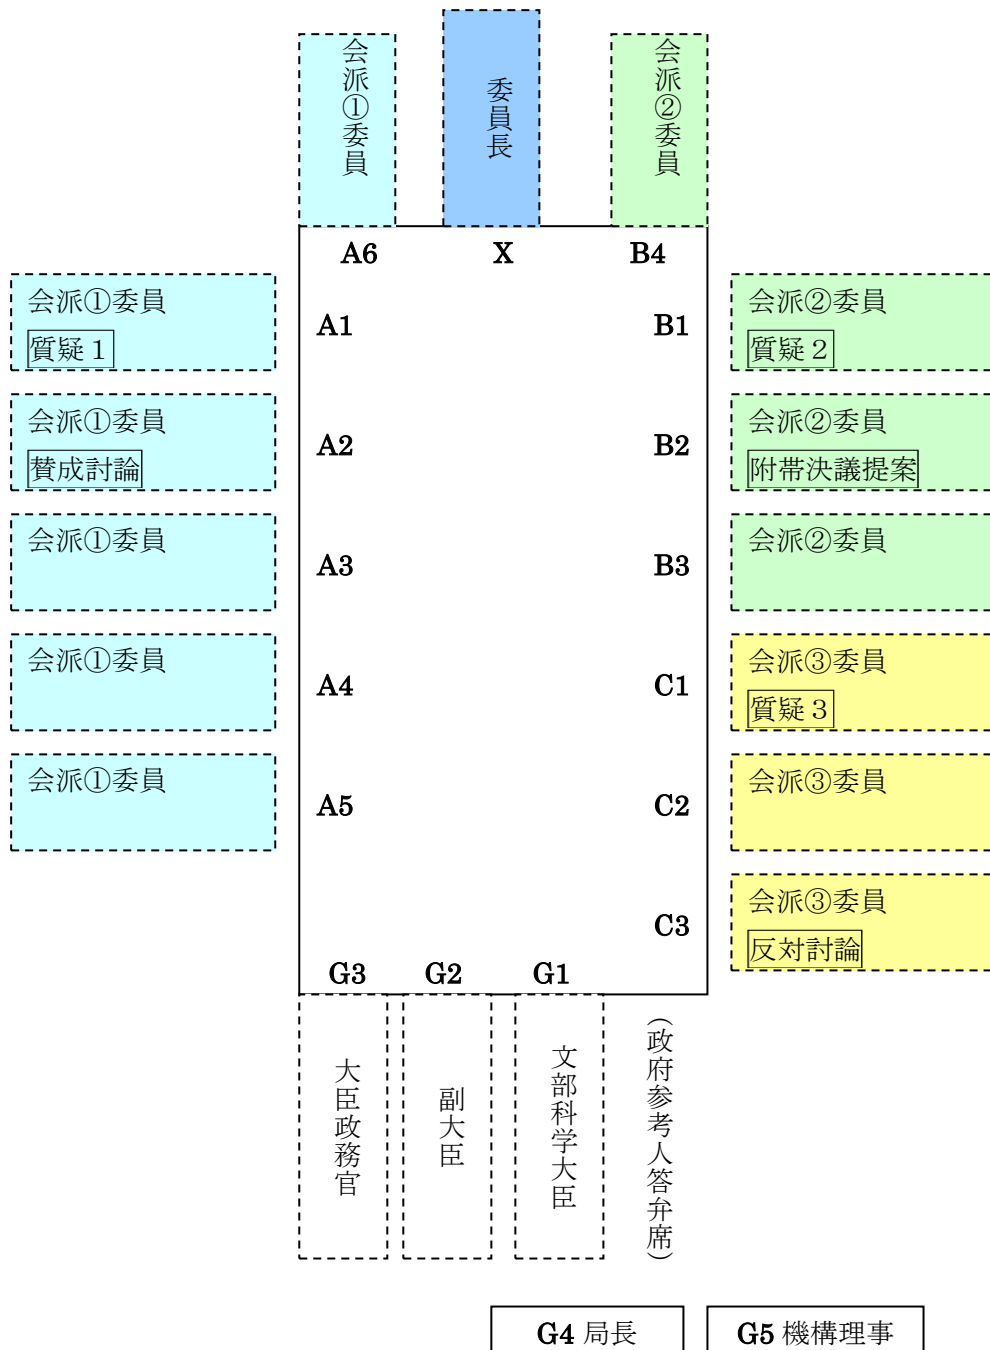 会派①委員
委員長
会派②委員
A6 X B4
会派①委員
質疑１
A1
B1
会派②委員
質疑２
会派①委員
賛成討論
A2
B2
会派②委員
附帯決議提案
会派①委員
A3
B3
会派②委員
会派①委員
A4
C1
会派③委員
質疑３
会派①委員
A5
C2
会派③委員
C3
会派③委員
反対討論
G3 G2 G1
大臣政務官
副大臣
文部科学大臣
（政府参考人答弁席）
G4 局長
G5 機構理事